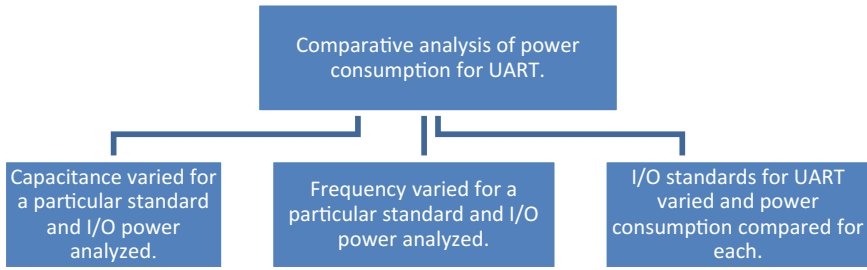 Comparative analysis of power
consumption for UART.
Capacitance varied for
a particular standard
and I/O power
analyzed.
Frequency varied for a
particular standard and I/O
power analyzed.
I/O standards for UART
varied and power
consumption compared for
each.